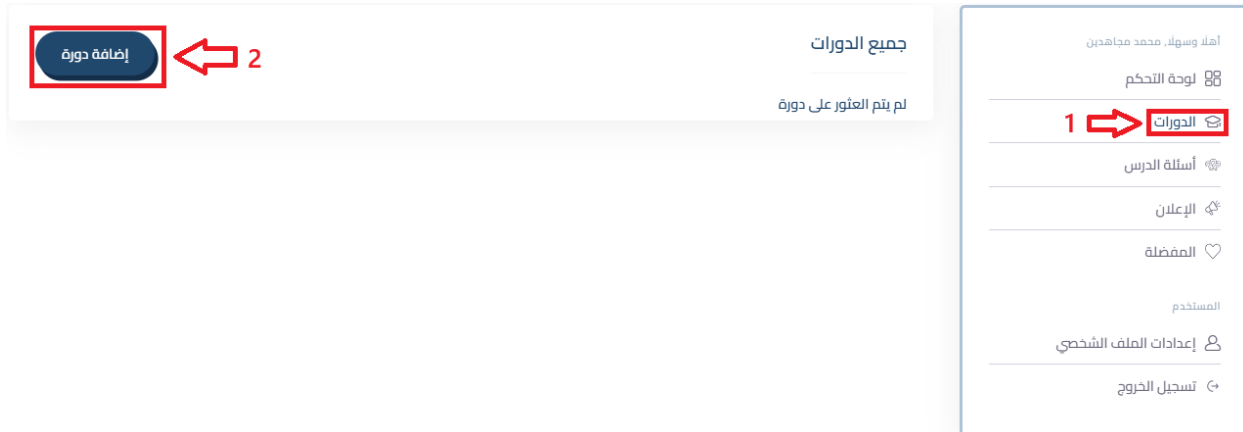 أهلا وسهلا, محمد مجاهدين
لوحة التحكم
الدورات
1
أسئلة الدرس
الإعلان
المفضلة
المستخدم
إعدادات الملف الشخصي
تسجيل الخروج
جميع الدورات
لم يتم العثور على دورة
إضافة دورة
2